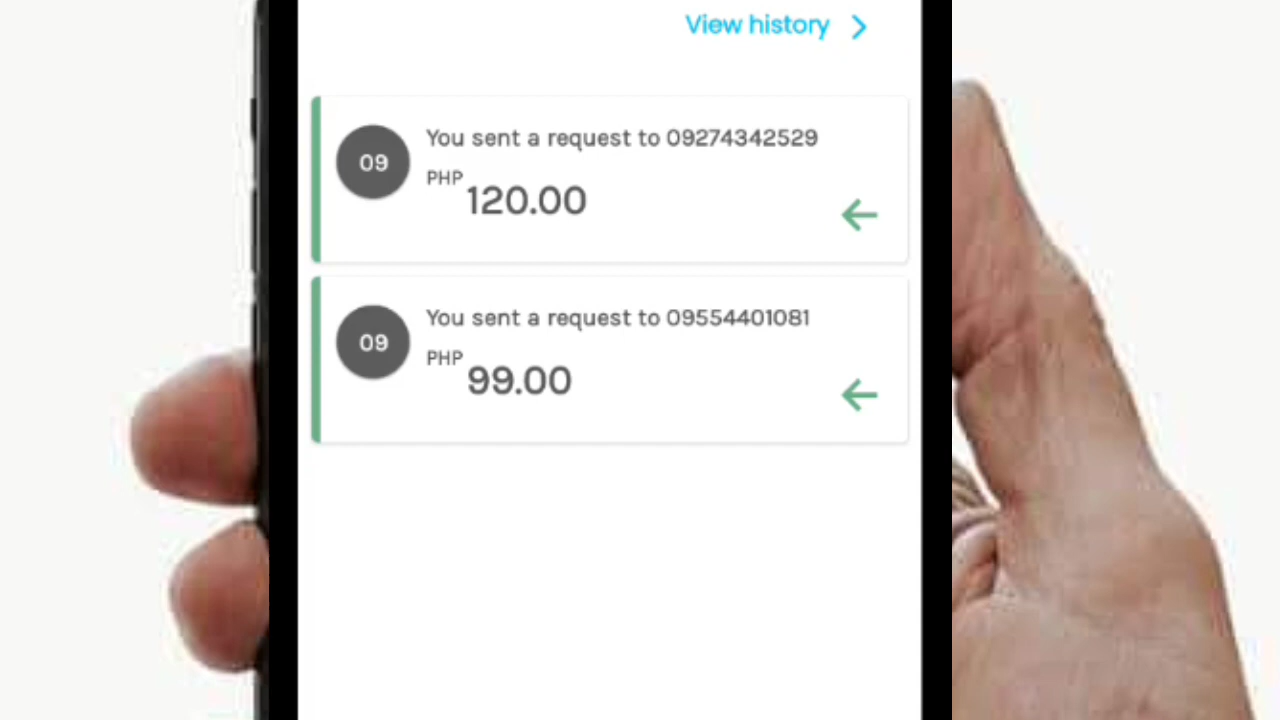 View history
You sent a request to 09274342529
09
PHP
120.00
You sent a request to 09554401081
09
PHP
99.00